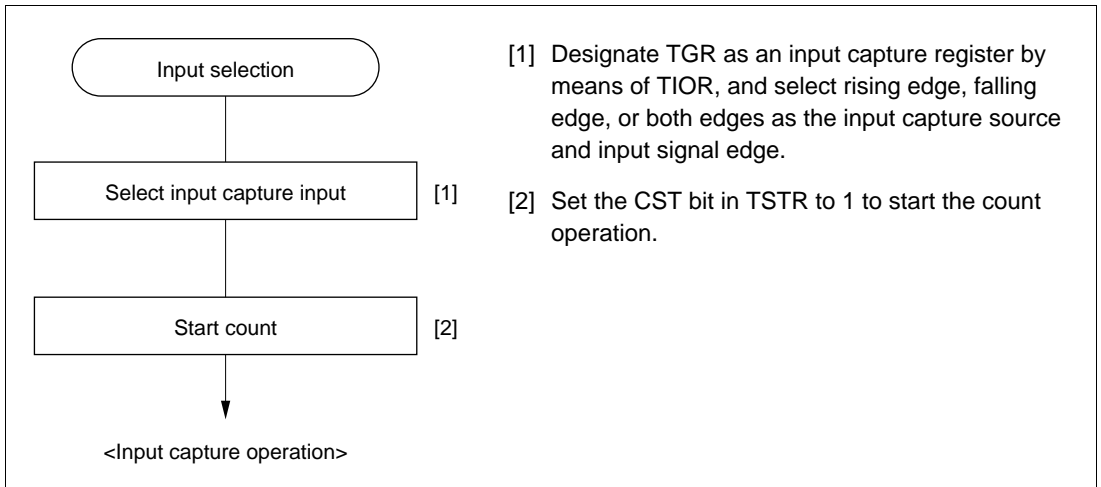 Input selection
Select input capture input
[1]
Start count
[2]
<Input capture operation>
[1] Designate TGR as an input capture register by
means of TIOR, and select rising edge, falling
edge, or both edges as the input capture source
and input signal edge.
[2] Set the CST bit in TSTR to 1 to start the count
operation.